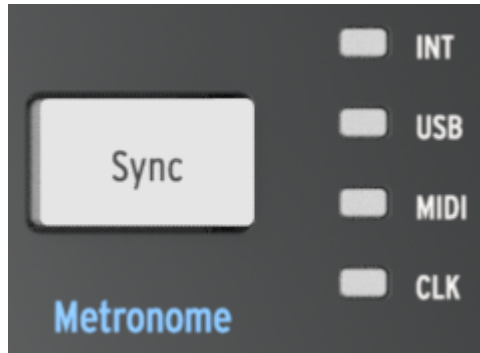 INT
USB
Sync
MIDI
CLK
Metronome